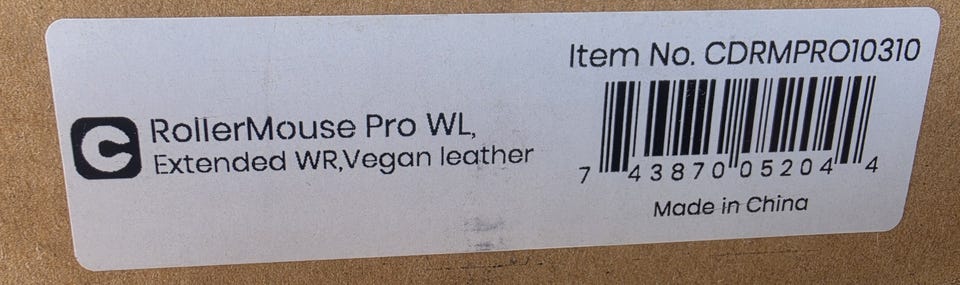 RollerMouse Pro WL,
Extended WR,Vegan leather
Item No. CDRMPRO10310
7 43870 05204 4
Made in China